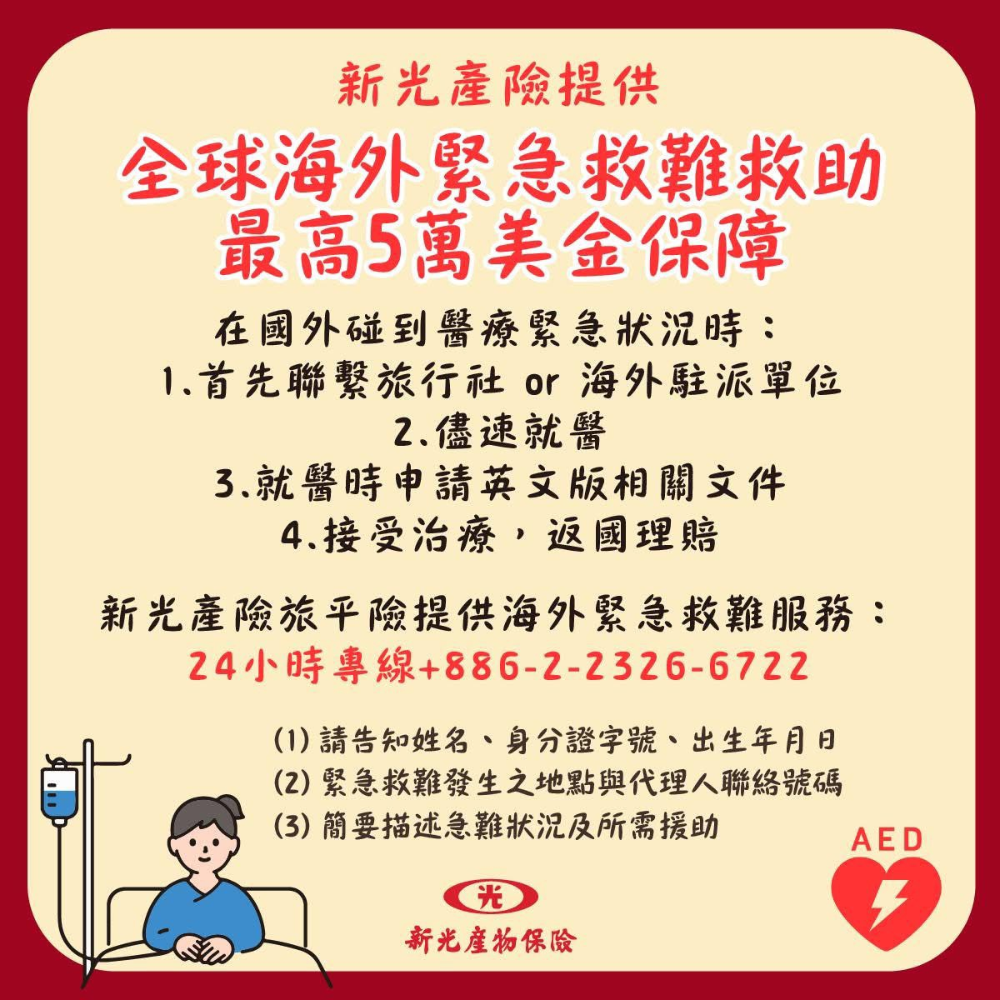 新光產險提供
全球海外緊急救難救助
最高5萬美金保障
在國外碰到醫療緊急狀況時：
1.首先聯繫旅行社 or 海外駐派單位
2.儘速就醫
3.就醫時申請英文版相關文件
4.接受治療，返國理賠
新光產險旅平險提供海外緊急救難服務：
24小時專線+886-2-2326-6722
(1) 請告知姓名、身分證字號、出生年月日
(2) 緊急救難發生之地點與代理人聯絡號碼
(3) 簡要描述急難狀況及所需援助
AED
光
新光產物保險